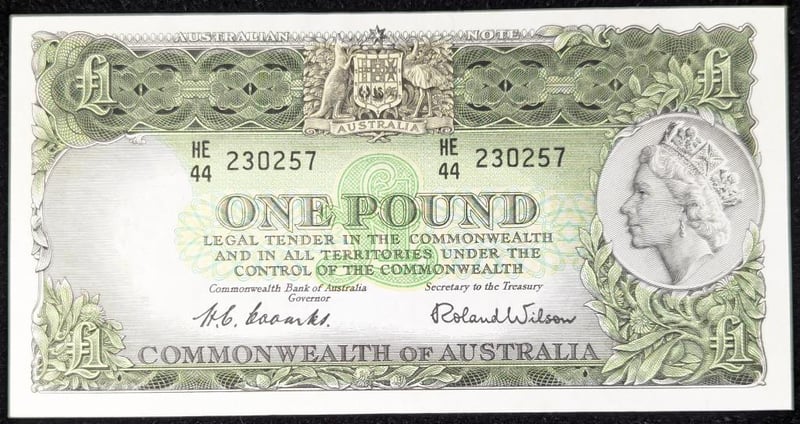 AUSTRALIAN NOTE
£1 £1
AUSTRALIA
HE 44 230257 HE 44 230257
ONE POUND
LEGAL TENDER IN THE COMMONWEALTH
AND IN ALL TERRITORIES UNDER THE
CONTROL OF THE COMMONWEALTH
Commonwealth Bank of Australia Secretary to the Treasury
Governor
H.C. Coombs. Roland Wilson
£1 COMMONWEALTH OF AUSTRALIA £1